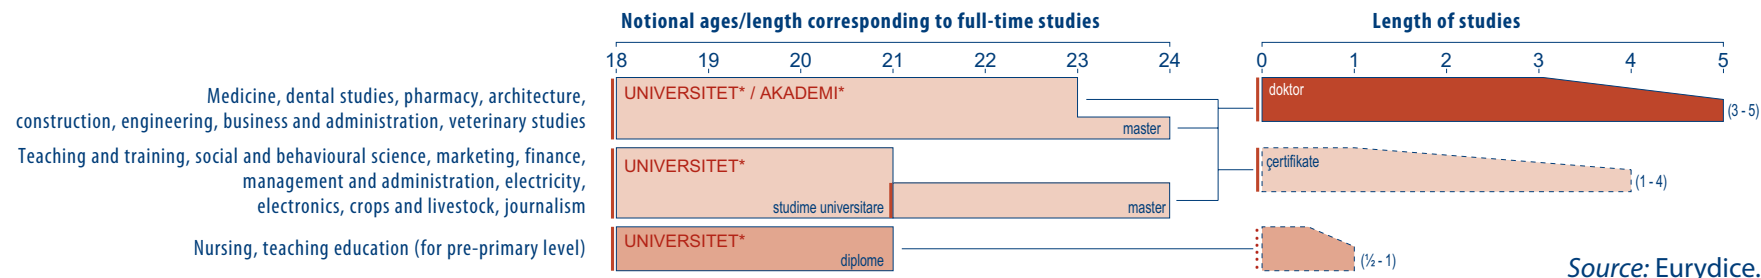 Notional ages/length corresponding to full-time studies
Length of studies
18 19 20 21 22 23 24
0 1 2 3 4 5
Medicine, dental studies, pharmacy, architecture,
construction, engineering, business and administration, veterinary studies
UNIVERSITET* / AKADEMI*
master
doktor
(3 - 5)
Teaching and training, social and behavioural science, marketing, finance,
management and administration, electricity,
electronics, crops and livestock, journalism
UNIVERSITET*
studime universitare
master
çertifikate
(1 - 4)
Nursing, teaching education (for pre-primary level)
UNIVERSITET*
diplome
(½ - 1)
Source: Eurydice.